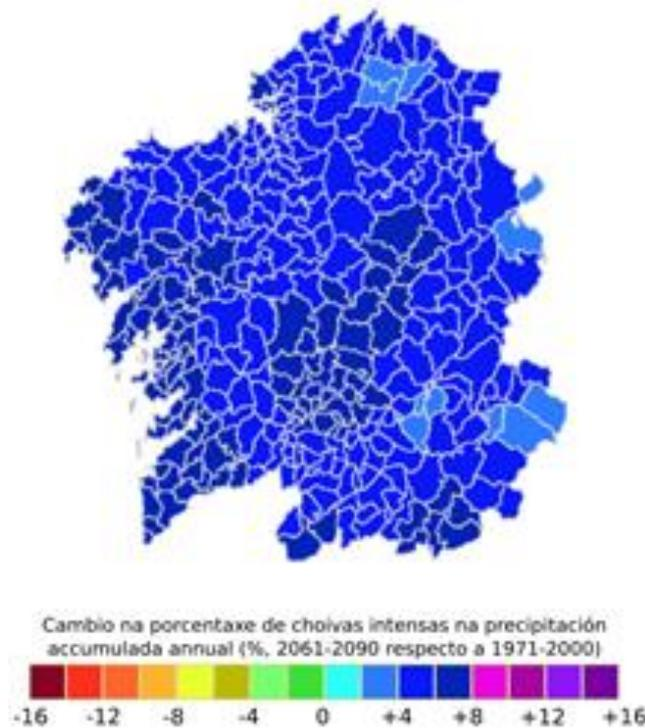 Cambio na porcentaxe de choivas intensas na precipitación
accumulada annual (%, 2061-2090 respecto a 1971-2000)
-16 -12 -8 -4 0 +4 +8 +12 +16